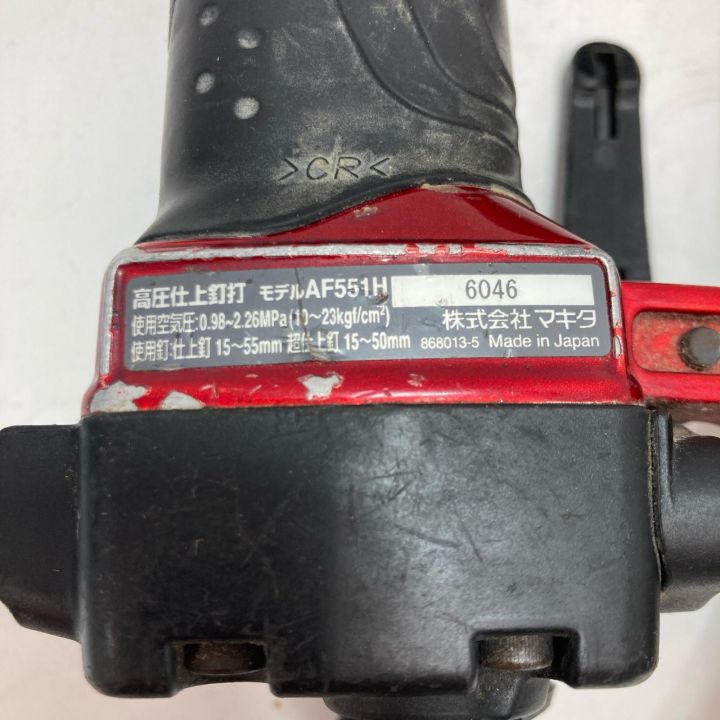 >CR<
高圧仕上釘打 モデルAF551H 6046
使用空気圧:0.98~2.26MPa(10~23kgf/cm²) 株式会社マキタ
使用釘:仕上釘 15~55mm 超仕上釘 15~50mm 868013-5 Made in Japan